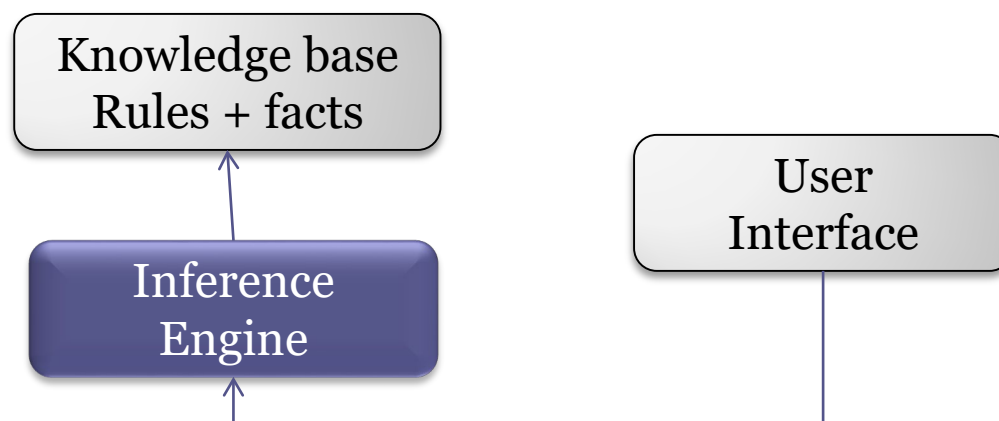 Knowledge base
Rules + facts
User
Interface
Inference
Engine